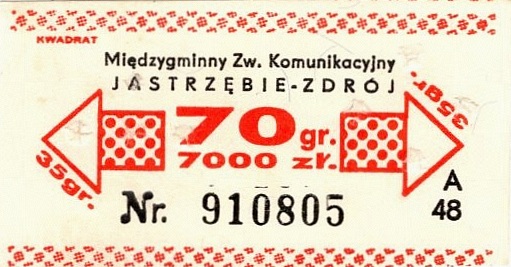 KWADRAT
Międzygminny Zw. Komunikacyjny
JASTRZĘBIE-ZDRÓJ
70 gr.
7000 zł.
35gr.
35gr.
A
48
Nr. 910805